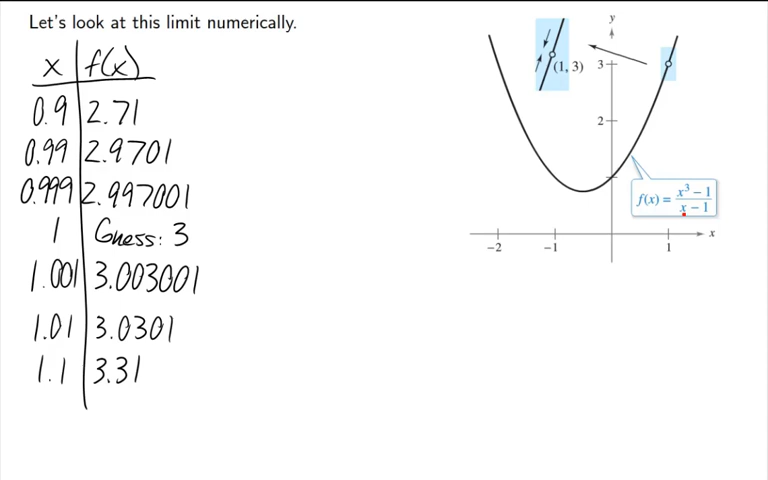 Let's look at this limit numerically.
x f(x)
0.9 2.71
0.99 2.9701
0.999 2.997001
1 Guess: 3
1.001 3.003001
1.01 3.0301
1.1 3.31
y
(1, 3) 3
2
f(x) = x³ − 1 / x − 1
x
−2 −1 1